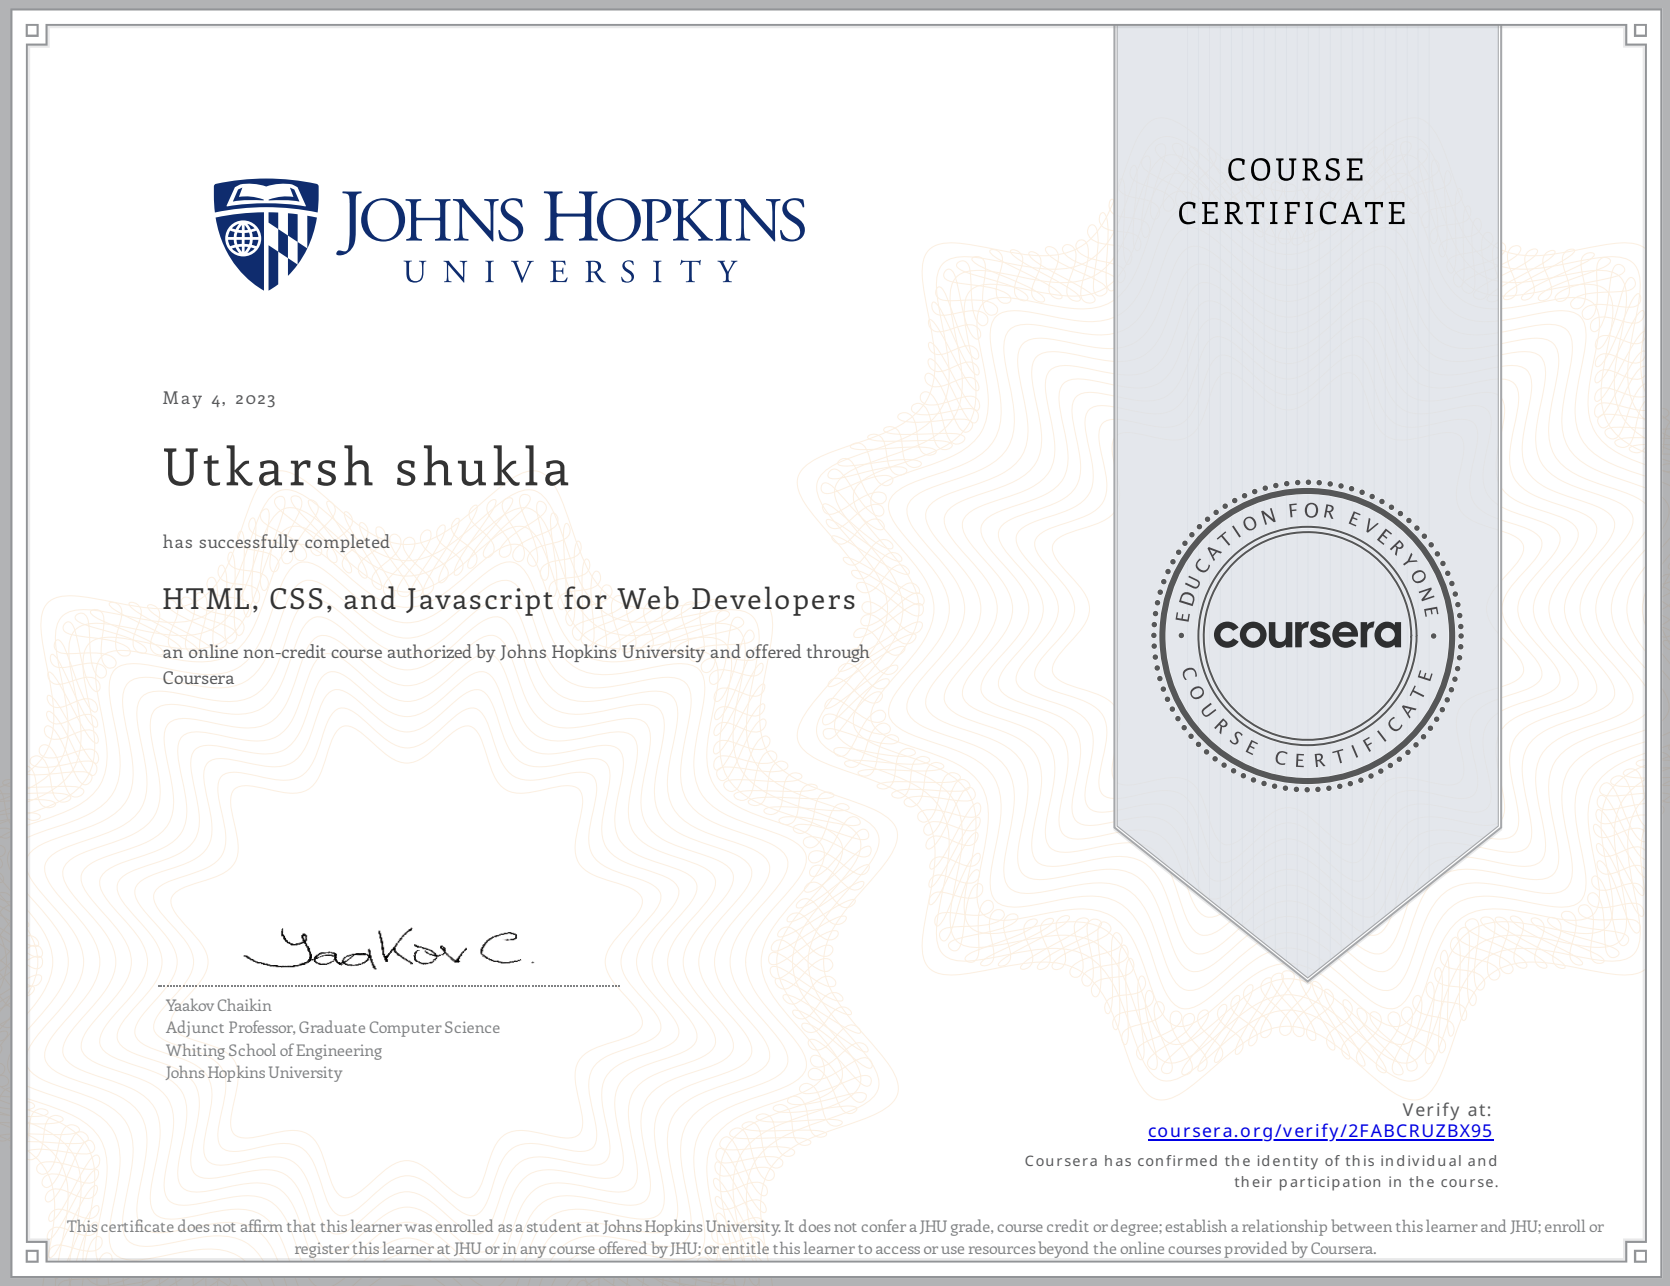 JOHNS HOPKINS
UNIVERSITY
COURSE
CERTIFICATE
May 4, 2023
Utkarsh shukla
has successfully completed
HTML, CSS, and Javascript for Web Developers
an online non-credit course authorized by Johns Hopkins University and offered through
Coursera
EDUCATION FOR EVERYONE
coursera
COURSE CERTIFICATE
Yaakov C.
Yaakov Chaikin
Adjunct Professor, Graduate Computer Science
Whiting School of Engineering
Johns Hopkins University
Verify at:
coursera.org/verify/2FABCRUZBX95
Coursera has confirmed the identity of this individual and
their participation in the course.
This certificate does not affirm that this learner was enrolled as a student at Johns Hopkins University. It does not confer a JHU grade, course credit or degree; establish a relationship between this learner and JHU; enroll or
register this learner at JHU or in any course offered by JHU; or entitle this learner to access or use resources beyond the online courses provided by Coursera.